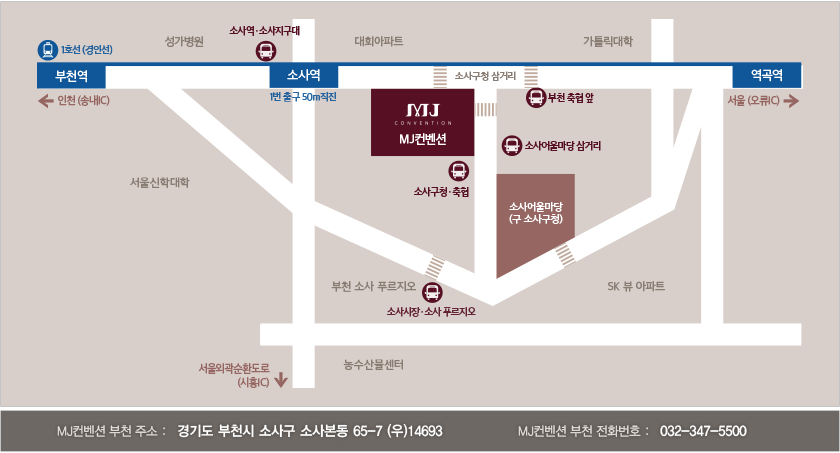 성가병원
소사역·소사지구대
대회아파트
가톨릭대학
1호선 (경인선)
부천역
소사역
소사구청 삼거리
역곡역
인천 (송내IC)
1번 출구 50m직진
부천 축협 앞
서울 (오류IC)
MJ
CONVENTION
MJ컨벤션
소사어울마당 삼거리
서울신학대학
소사구청·축협
소사어울마당
(구 소사구청)
부천 소사 푸르지오
SK 뷰 아파트
소사시장·소사 푸르지오
서울외곽순환도로
(시흥IC)
농수산물센터
MJ컨벤션 부천 주소 : 경기도 부천시 소사구 소사본동 65-7 (우)14693
MJ컨벤션 부천 전화번호 : 032-347-5500